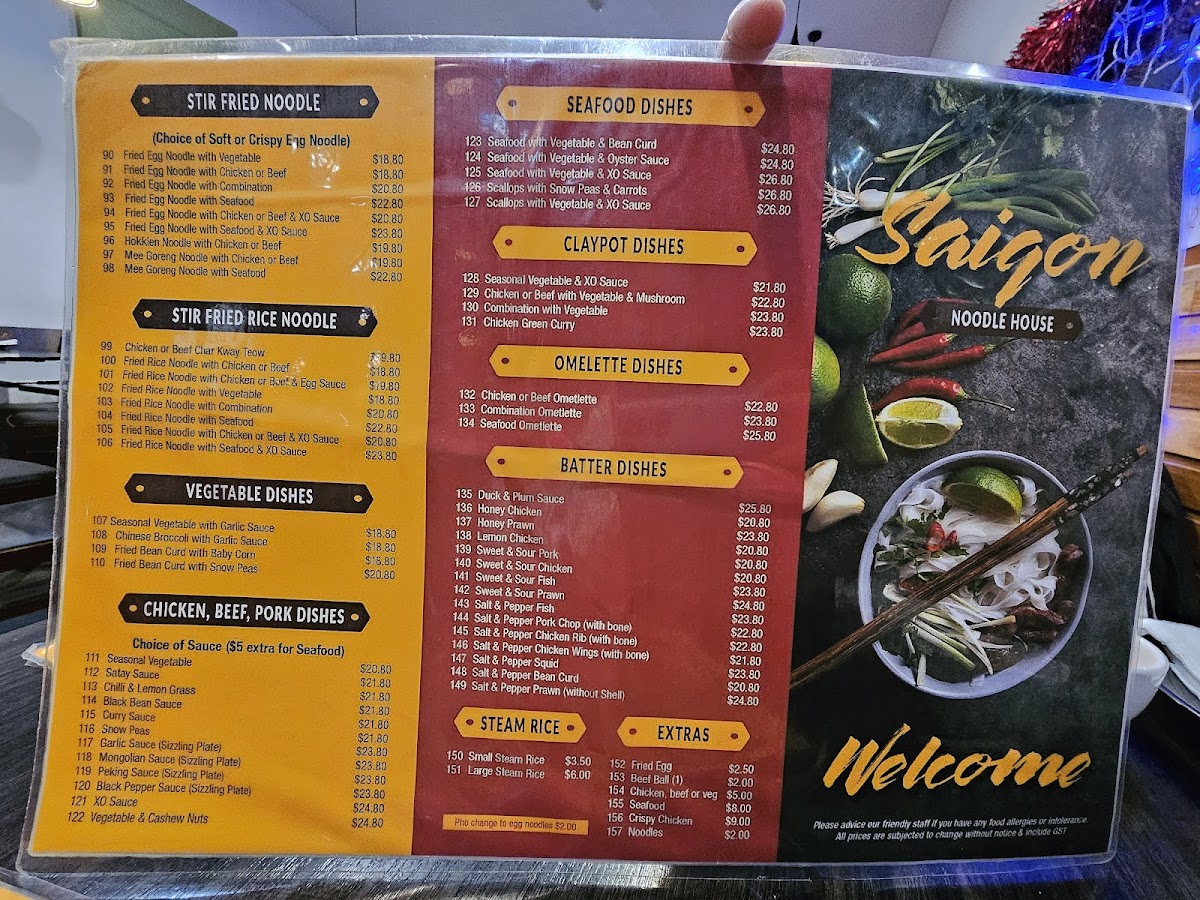 STIR FRIED NOODLE
(Choice of Soft or Crispy Egg Noodle)
90 Fried Egg Noodle with Vegetable $18.80
91 Fried Egg Noodle with Chicken or Beef $18.80
92 Fried Egg Noodle with Combination $20.80
93 Fried Egg Noodle with Seafood $22.80
94 Fried Egg Noodle with Chicken or Beef & XO Sauce $20.80
95 Fried Egg Noodle with Seafood & XO Sauce $23.80
96 Hokkien Noodle with Chicken or Beef $19.80
97 Mee Goreng Noodle with Chicken or Beef $19.80
98 Mee Goreng Noodle with Seafood $22.80
STIR FRIED RICE NOODLE
99 Chicken or Beef Char Kway Teow $19.80
100 Fried Rice Noodle with Chicken or Beef $18.80
101 Fried Rice Noodle with Chicken or Beef & Egg Sauce $19.80
102 Fried Rice Noodle with Vegetable $18.80
103 Fried Rice Noodle with Combination $20.80
104 Fried Rice Noodle with Seafood $22.80
105 Fried Rice Noodle with Chicken or Beef & XO Sauce $20.80
106 Fried Rice Noodle with Seafood & XO Sauce $23.80
VEGETABLE DISHES
107 Seasonal Vegetable with Garlic Sauce $18.80
108 Chinese Broccoli with Garlic Sauce $18.80
109 Fried Bean Curd with Baby Corn $18.80
110 Fried Bean Curd with Snow Peas $20.80
CHICKEN, BEEF, PORK DISHES
Choice of Sauce ($5 extra for Seafood)
111 Seasonal Vegetable $20.80
112 Satay Sauce $21.80
113 Chilli & Lemon Grass $21.80
114 Black Bean Sauce $21.80
115 Curry Sauce $21.80
116 Snow Peas $21.80
117 Garlic Sauce (Sizzling Plate) $23.80
118 Mongolian Sauce (Sizzling Plate) $23.80
119 Peking Sauce (Sizzling Plate) $23.80
120 Black Pepper Sauce (Sizzling Plate) $23.80
121 XO Sauce $24.80
122 Vegetable & Cashew Nuts $24.80
SEAFOOD DISHES
123 Seafood with Vegetable & Bean Curd $24.80
124 Seafood with Vegetable & Oyster Sauce $24.80
125 Seafood with Vegetable & XO Sauce $26.80
126 Scallops with Snow Peas & Carrots $26.80
127 Scallops with Vegetable & XO Sauce $26.80
CLAYPOT DISHES
128 Seasonal Vegetable & XO Sauce $21.80
129 Chicken or Beef with Vegetable & Mushroom $22.80
130 Combination with Vegetable $23.80
131 Chicken Green Curry $23.80
OMELETTE DISHES
132 Chicken or Beef Ometlette $22.80
133 Combination Ometlette $23.80
134 Seafood Ometlette $25.80
BATTER DISHES
135 Duck & Plum Sauce $25.80
136 Honey Chicken $20.80
137 Honey Prawn $23.80
138 Lemon Chicken $20.80
139 Sweet & Sour Pork $20.80
140 Sweet & Sour Chicken $20.80
141 Sweet & Sour Fish $23.80
142 Sweet & Sour Prawn $24.80
143 Salt & Pepper Fish $23.80
144 Salt & Pepper Pork Chop (with bone) $22.80
145 Salt & Pepper Chicken Rib (with bone) $22.80
146 Salt & Pepper Chicken Wings (with bone) $21.80
147 Salt & Pepper Squid $23.80
148 Salt & Pepper Bean Curd $20.80
149 Salt & Pepper Prawn (without Shell) $24.80
STEAM RICE
150 Small Steam Rice $3.50
151 Large Steam Rice $6.00
Pho change to egg noodles $2.00
EXTRAS
152 Fried Egg $2.50
153 Beef Ball (1) $2.00
154 Chicken, beef or veg $5.00
155 Seafood $8.00
156 Crispy Chicken $9.00
157 Noodles $2.00
Saigon
NOODLE HOUSE
Welcome
Please advice our friendly staff if you have any food allergies or intolerance.
All prices are subjected to change without notice & include GST